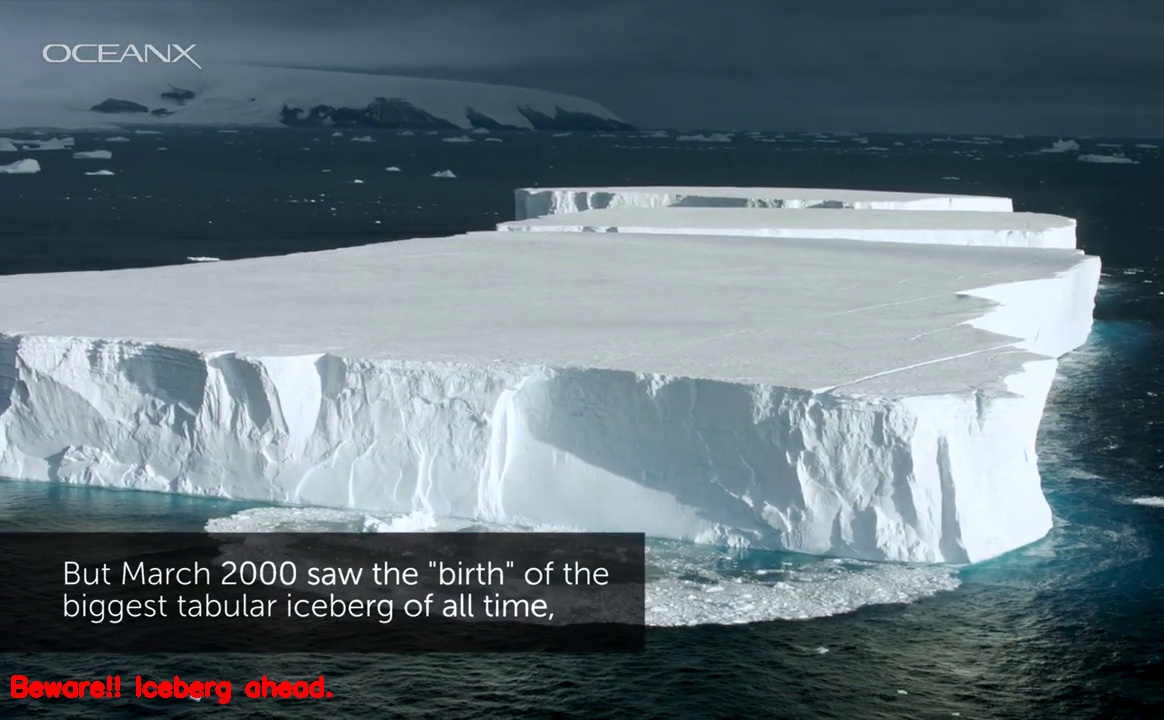 OCEANX
But March 2000 saw the "birth" of the
biggest tabular iceberg of all time,
Beware!! Iceberg ahead.